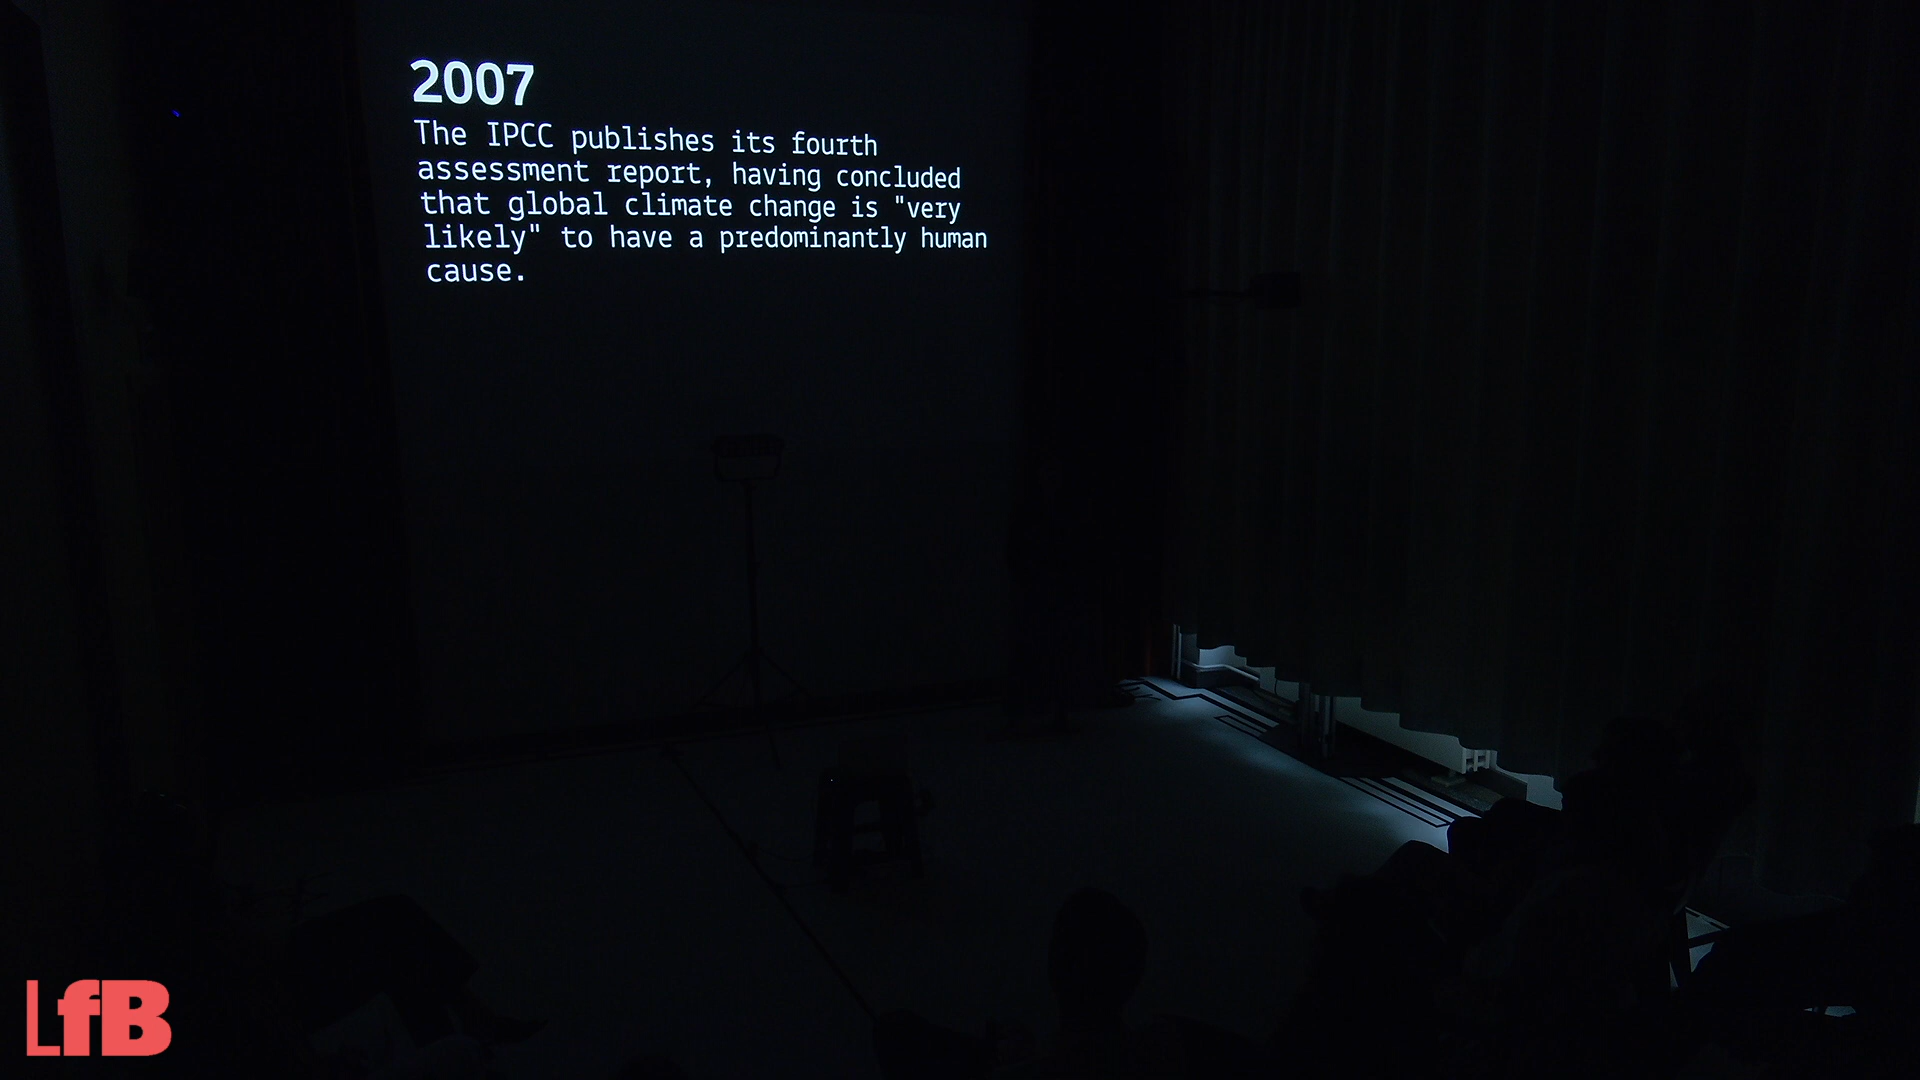 2007
The IPCC publishes its fourth
assessment report, having concluded
that global climate change is "very
likely" to have a predominantly human
cause.
LfB